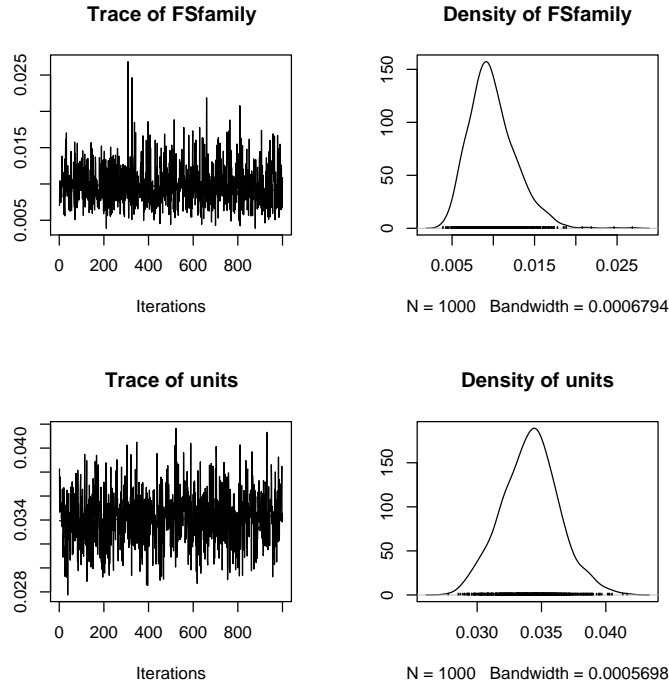 Trace of FSfamily
0.005 0.015 0.025
0 200 400 600 800
Iterations
Density of FSfamily
0 50 100 150
0.005 0.015 0.025
N = 1000 Bandwidth = 0.0006794
Trace of units
0.028 0.034 0.040
0 200 400 600 800
Iterations
Density of units
0 50 100 150
0.030 0.035 0.040
N = 1000 Bandwidth = 0.0005698